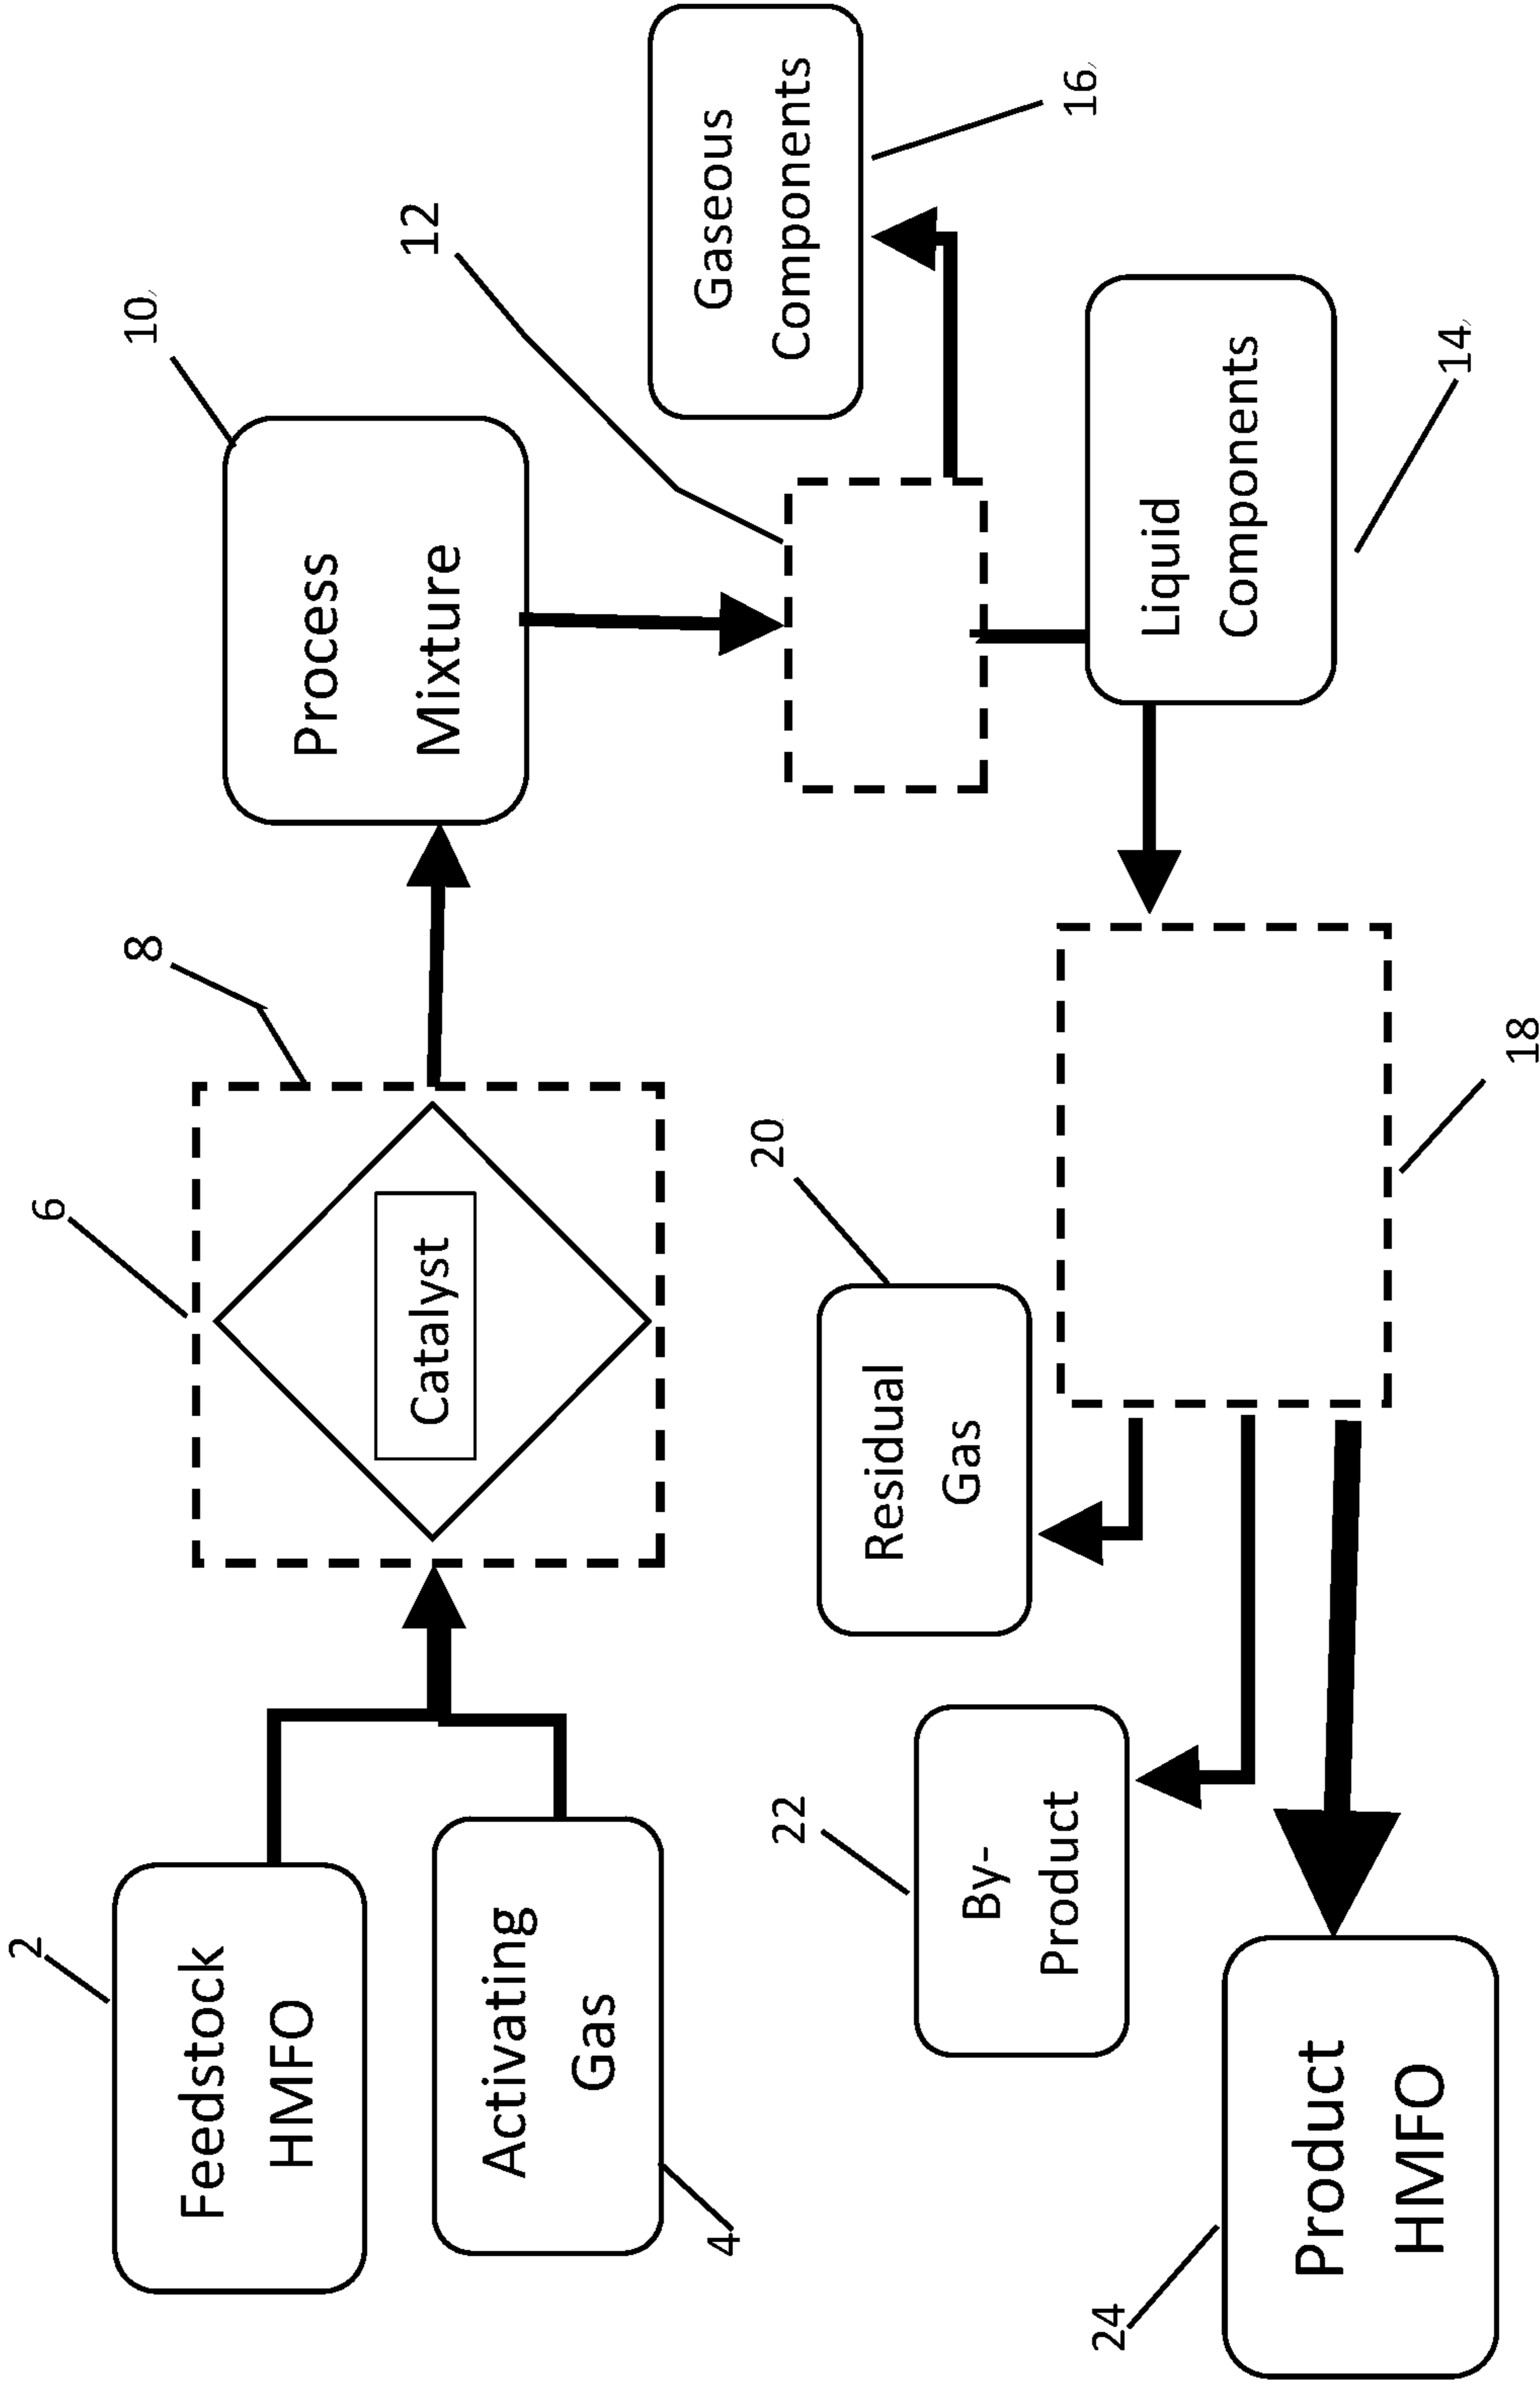 6
8
10
2
Feedstock
HMFO
Catalyst
Process
Mixture
12
Activating
Gas
4
Gaseous
Components
16
20
Residual
Gas
22
By-
Product
Liquid
Components
14
18
24
Product
HMFO